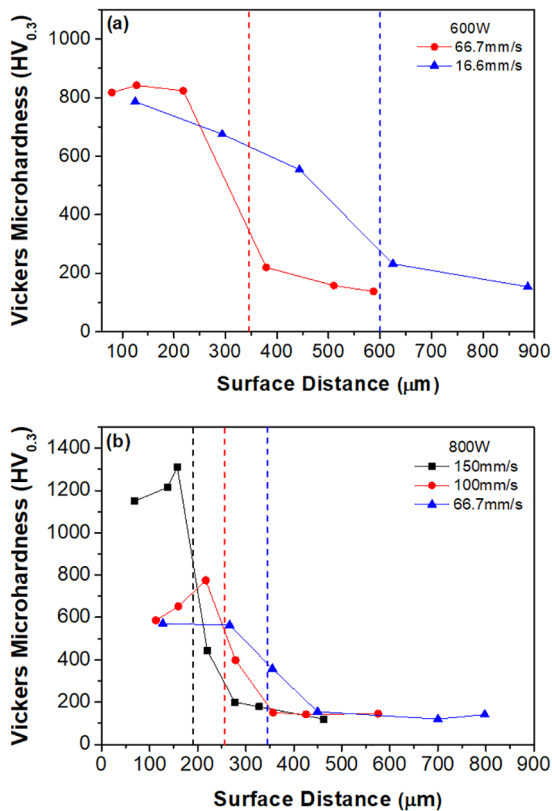 (a)
600W
66.7mm/s
16.6mm/s
Vickers Microhardness (HV0.3)
1000
800
600
400
200
0
100 200 300 400 500 600 700 800 900
Surface Distance (μm)
(b)
800W
150mm/s
100mm/s
66.7mm/s
Vickers Microhardness (HV0.3)
1400
1200
1000
800
600
400
200
0
0 100 200 300 400 500 600 700 800 900
Surface Distance (μm)